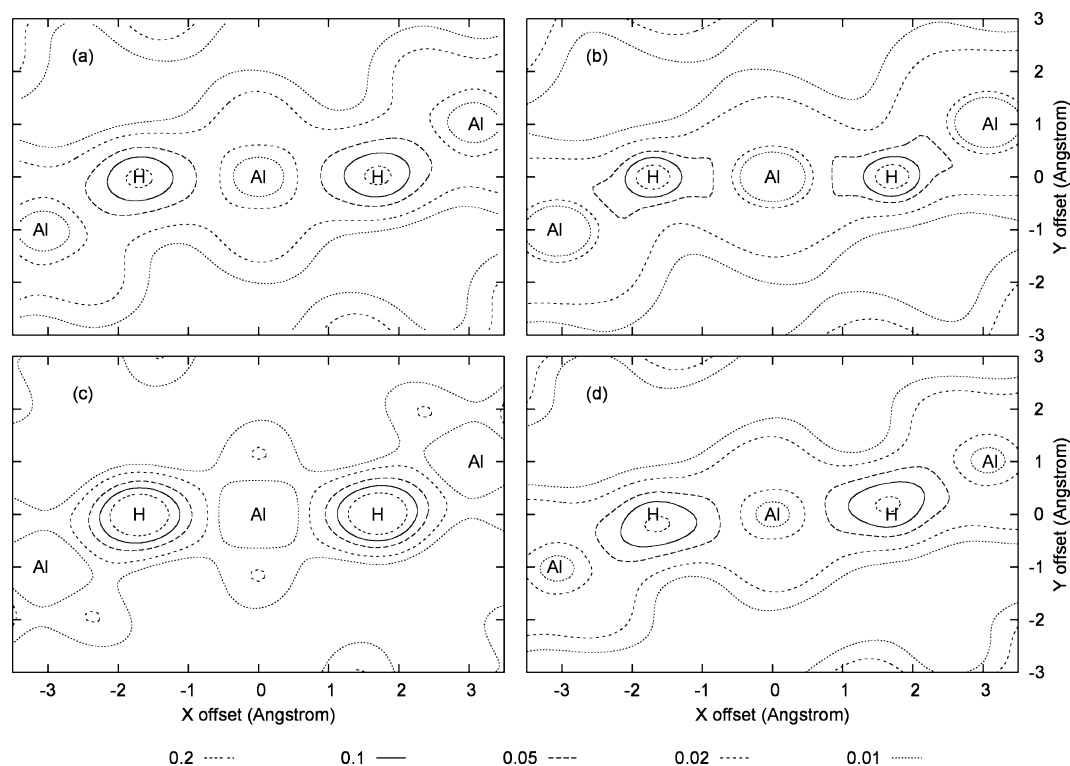 (a)
Al
H
Al
H
Al
(b)
Al
H
Al
H
Al
3
2
1
0
-1
-2
-3
Y offset (Angstrom)
(c)
Al
H
Al
H
Al
(d)
Al
H
Al
H
Al
3
2
1
0
-1
-2
-3
Y offset (Angstrom)
-3 -2 -1 0 1 2 3
X offset (Angstrom)
-3 -2 -1 0 1 2 3
X offset (Angstrom)
0.2 0.1 0.05 0.02 0.01